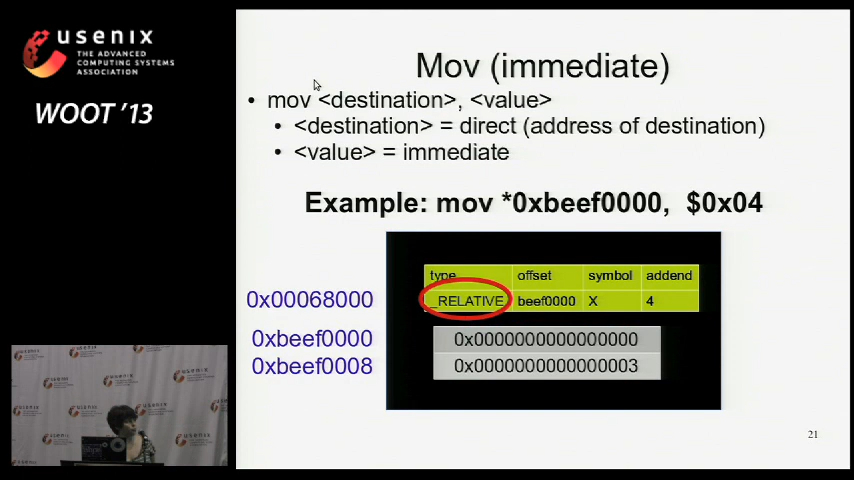 usenix
THE ADVANCED
COMPUTING SYSTEMS
ASSOCIATION
WOOT '13
Mov (immediate)
• mov <destination>, <value>
• <destination> = direct (address of destination)
• <value> = immediate
Example: mov *0xbeef0000, $0x04
type offset symbol addend
0x00068000 _RELATIVE beef0000 X 4
0xbeef0000 0x0000000000000000
0xbeef0008 0x0000000000000003
21